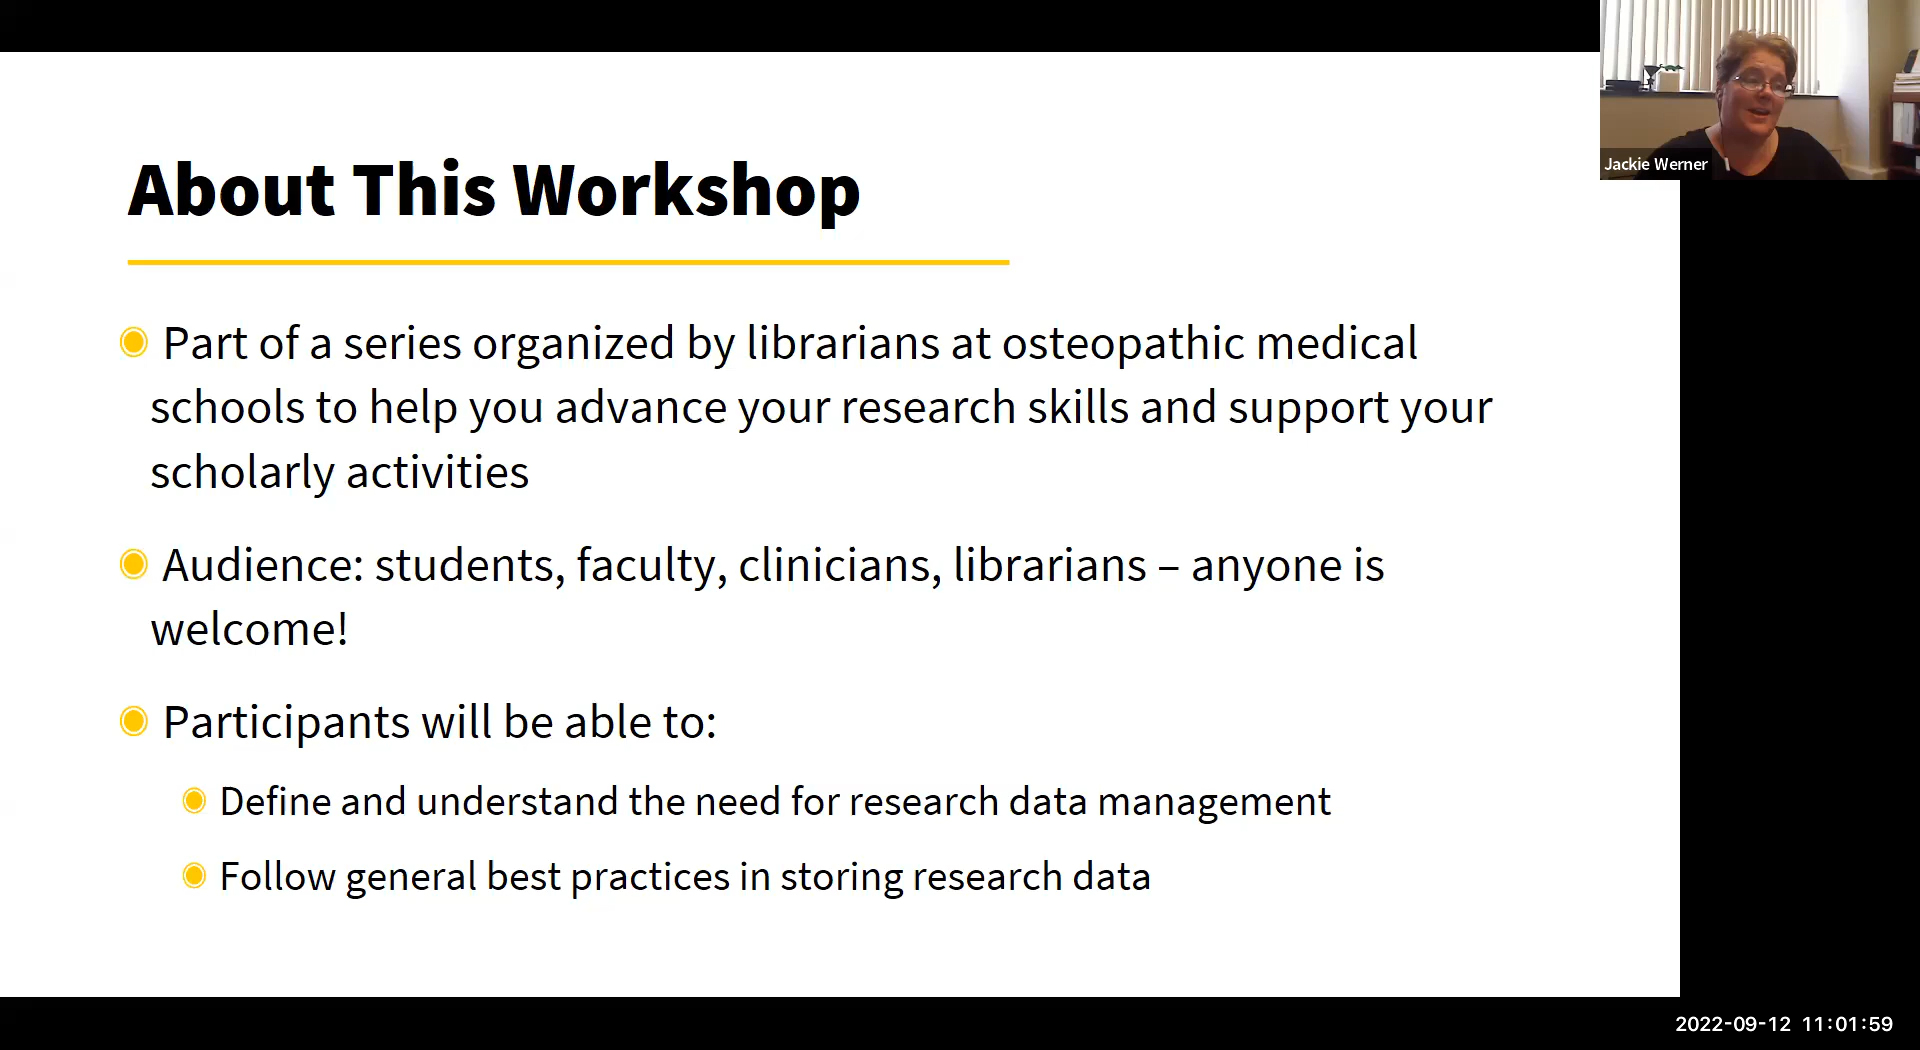 About This Workshop
Part of a series organized by librarians at osteopathic medical
schools to help you advance your research skills and support your
scholarly activities
Audience: students, faculty, clinicians, librarians – anyone is
welcome!
Participants will be able to:
Define and understand the need for research data management
Follow general best practices in storing research data
Jackie Werner
2022-09-12 11:01:59